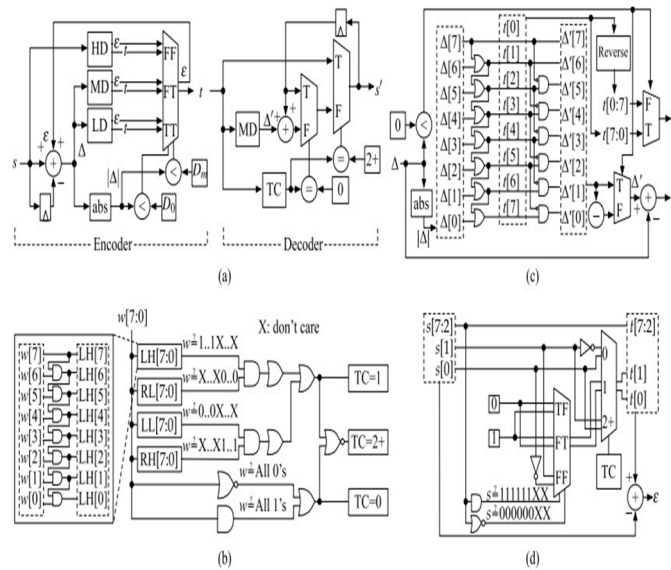 HD
MD
LD
ε
t
ε
t
ε
t
FF
FT
TT
ε
ε
s
Δ
|Δ|
abs
<
D₀
<
Dₘ
Encoder
t
MD
Δ'
T
F
T
F
s'
TC
=
0
=
2+
Decoder
(a)
0
<
Δ
abs
|Δ|
Δ[7]
Δ[6]
Δ[5]
Δ[4]
Δ[3]
Δ[2]
Δ[1]
Δ[0]
t[0]
t[1]
t[2]
t[3]
t[4]
t[5]
t[6]
t[7]
Δ'[7]
Δ'[6]
Δ'[5]
Δ'[4]
Δ'[3]
Δ'[2]
Δ'[1]
Δ'[0]
Reverse
t[0:7]
t[7:0]
F
T
T
F
Δ'
(c)
w[7:0]
X: don't care
w[7]
w[6]
w[5]
w[4]
w[3]
w[2]
w[1]
w[0]
LH[7]
LH[6]
LH[5]
LH[4]
LH[3]
LH[2]
LH[1]
LH[0]
LH[7:0]
RL[7:0]
LL[7:0]
RH[7:0]
w≟1..1X..X
w≟X..X0..0
w≟0..0X..X
w≟X..X1..1
w≟All 0's
w≟All 1's
TC=1
TC=2+
TC=0
(b)
s[7:2]
s[1]
s[0]
0
1
TF
FT
FF
0
1
2+
TC
t[7:2]
t[1]
t[0]
s≟111111XX
s≟000000XX
ε
(d)